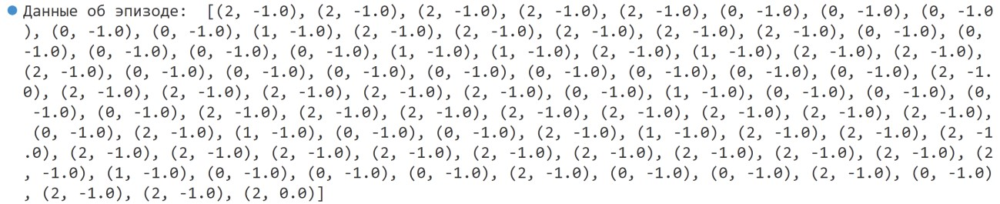 Данные об эпизоде:  [(2, -1.0), (2, -1.0), (2, -1.0), (2, -1.0), (2, -1.0), (0, -1.0), (0, -1.0), (0, -1.0
), (0, -1.0), (0, -1.0), (1, -1.0), (2, -1.0), (2, -1.0), (2, -1.0), (2, -1.0), (2, -1.0), (0, -1.0), (0,
-1.0), (0, -1.0), (0, -1.0), (0, -1.0), (1, -1.0), (1, -1.0), (2, -1.0), (1, -1.0), (2, -1.0), (2, -1.0),
(2, -1.0), (0, -1.0), (0, -1.0), (0, -1.0), (0, -1.0), (0, -1.0), (0, -1.0), (0, -1.0), (0, -1.0), (2, -1.
0), (2, -1.0), (2, -1.0), (2, -1.0), (2, -1.0), (2, -1.0), (0, -1.0), (1, -1.0), (0, -1.0), (0, -1.0), (0,
-1.0), (0, -1.0), (2, -1.0), (2, -1.0), (2, -1.0), (2, -1.0), (2, -1.0), (2, -1.0), (2, -1.0), (2, -1.0),
(0, -1.0), (2, -1.0), (1, -1.0), (0, -1.0), (0, -1.0), (2, -1.0), (1, -1.0), (2, -1.0), (2, -1.0), (2, -1
.0), (2, -1.0), (2, -1.0), (2, -1.0), (2, -1.0), (2, -1.0), (2, -1.0), (2, -1.0), (2, -1.0), (2, -1.0), (2
, -1.0), (1, -1.0), (0, -1.0), (0, -1.0), (0, -1.0), (2, -1.0), (0, -1.0), (0, -1.0), (2, -1.0), (0, -1.0)
, (2, -1.0), (2, -1.0), (2, 0.0)]